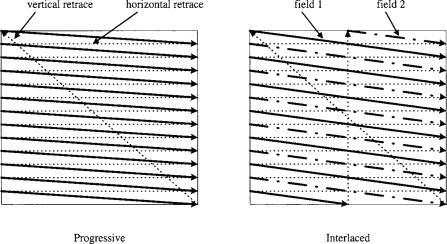 vertical retrace horizontal retrace field 1 field 2
Progressive Interlaced